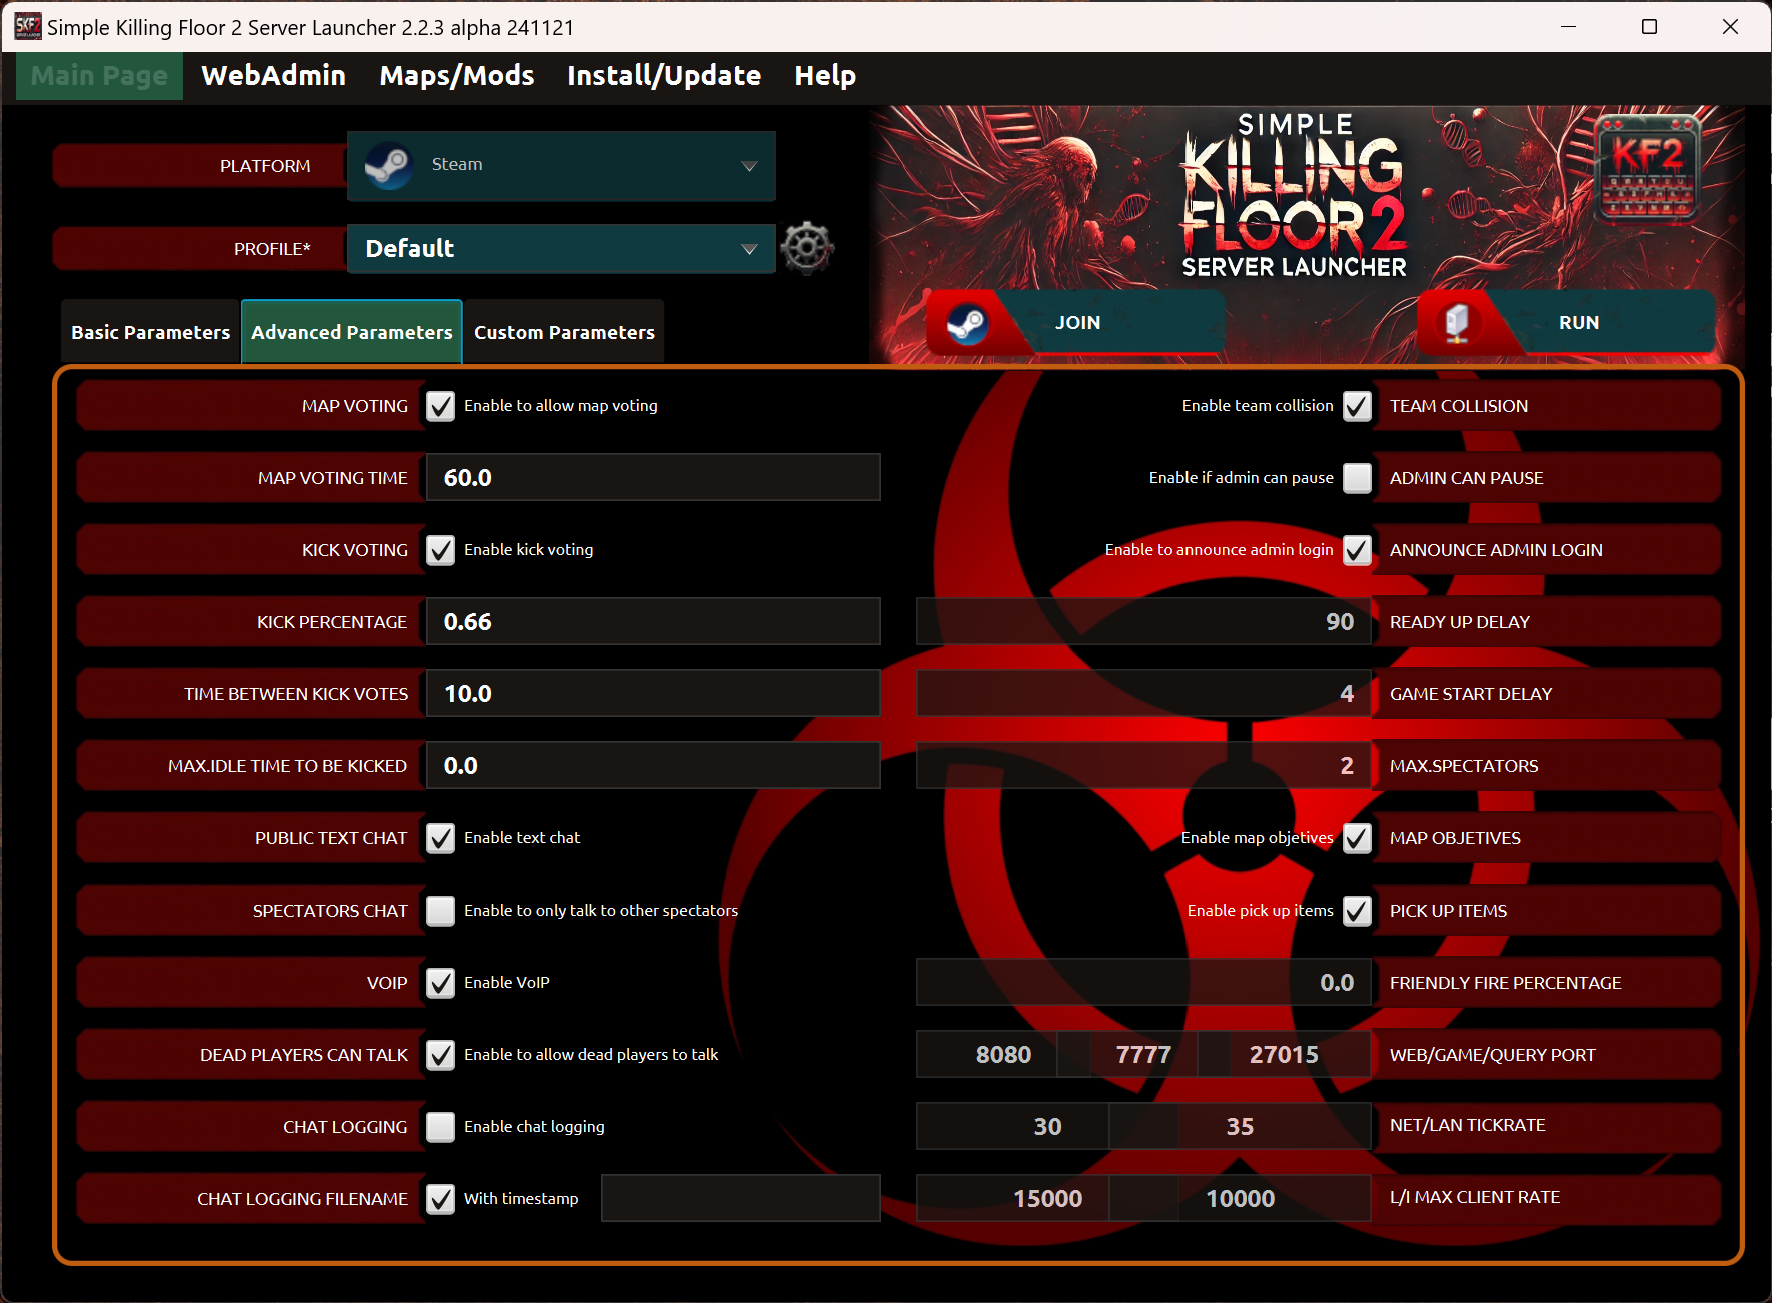 SKF2 Simple Killing Floor 2 Server Launcher 2.2.3 alpha 241121
Main Page WebAdmin Maps/Mods Install/Update Help
PLATFORM Steam
PROFILE* Default
SIMPLE
KILLING
FLOOR 2
SERVER LAUNCHER
KF2
JOIN RUN
Basic Parameters Advanced Parameters Custom Parameters
MAP VOTING Enable to allow map voting
Enable team collision TEAM COLLISION
MAP VOTING TIME 60.0
Enable if admin can pause ADMIN CAN PAUSE
KICK VOTING Enable kick voting
Enable to announce admin login ANNOUNCE ADMIN LOGIN
KICK PERCENTAGE 0.66
90 READY UP DELAY
TIME BETWEEN KICK VOTES 10.0
4 GAME START DELAY
MAX.IDLE TIME TO BE KICKED 0.0
2 MAX.SPECTATORS
PUBLIC TEXT CHAT Enable text chat
Enable map objetives MAP OBJETIVES
SPECTATORS CHAT Enable to only talk to other spectators
Enable pick up items PICK UP ITEMS
VOIP Enable VoIP
0.0 FRIENDLY FIRE PERCENTAGE
DEAD PLAYERS CAN TALK Enable to allow dead players to talk
8080 7777 27015 WEB/GAME/QUERY PORT
CHAT LOGGING Enable chat logging
30 35 NET/LAN TICKRATE
CHAT LOGGING FILENAME With timestamp
15000 10000 L/I MAX CLIENT RATE